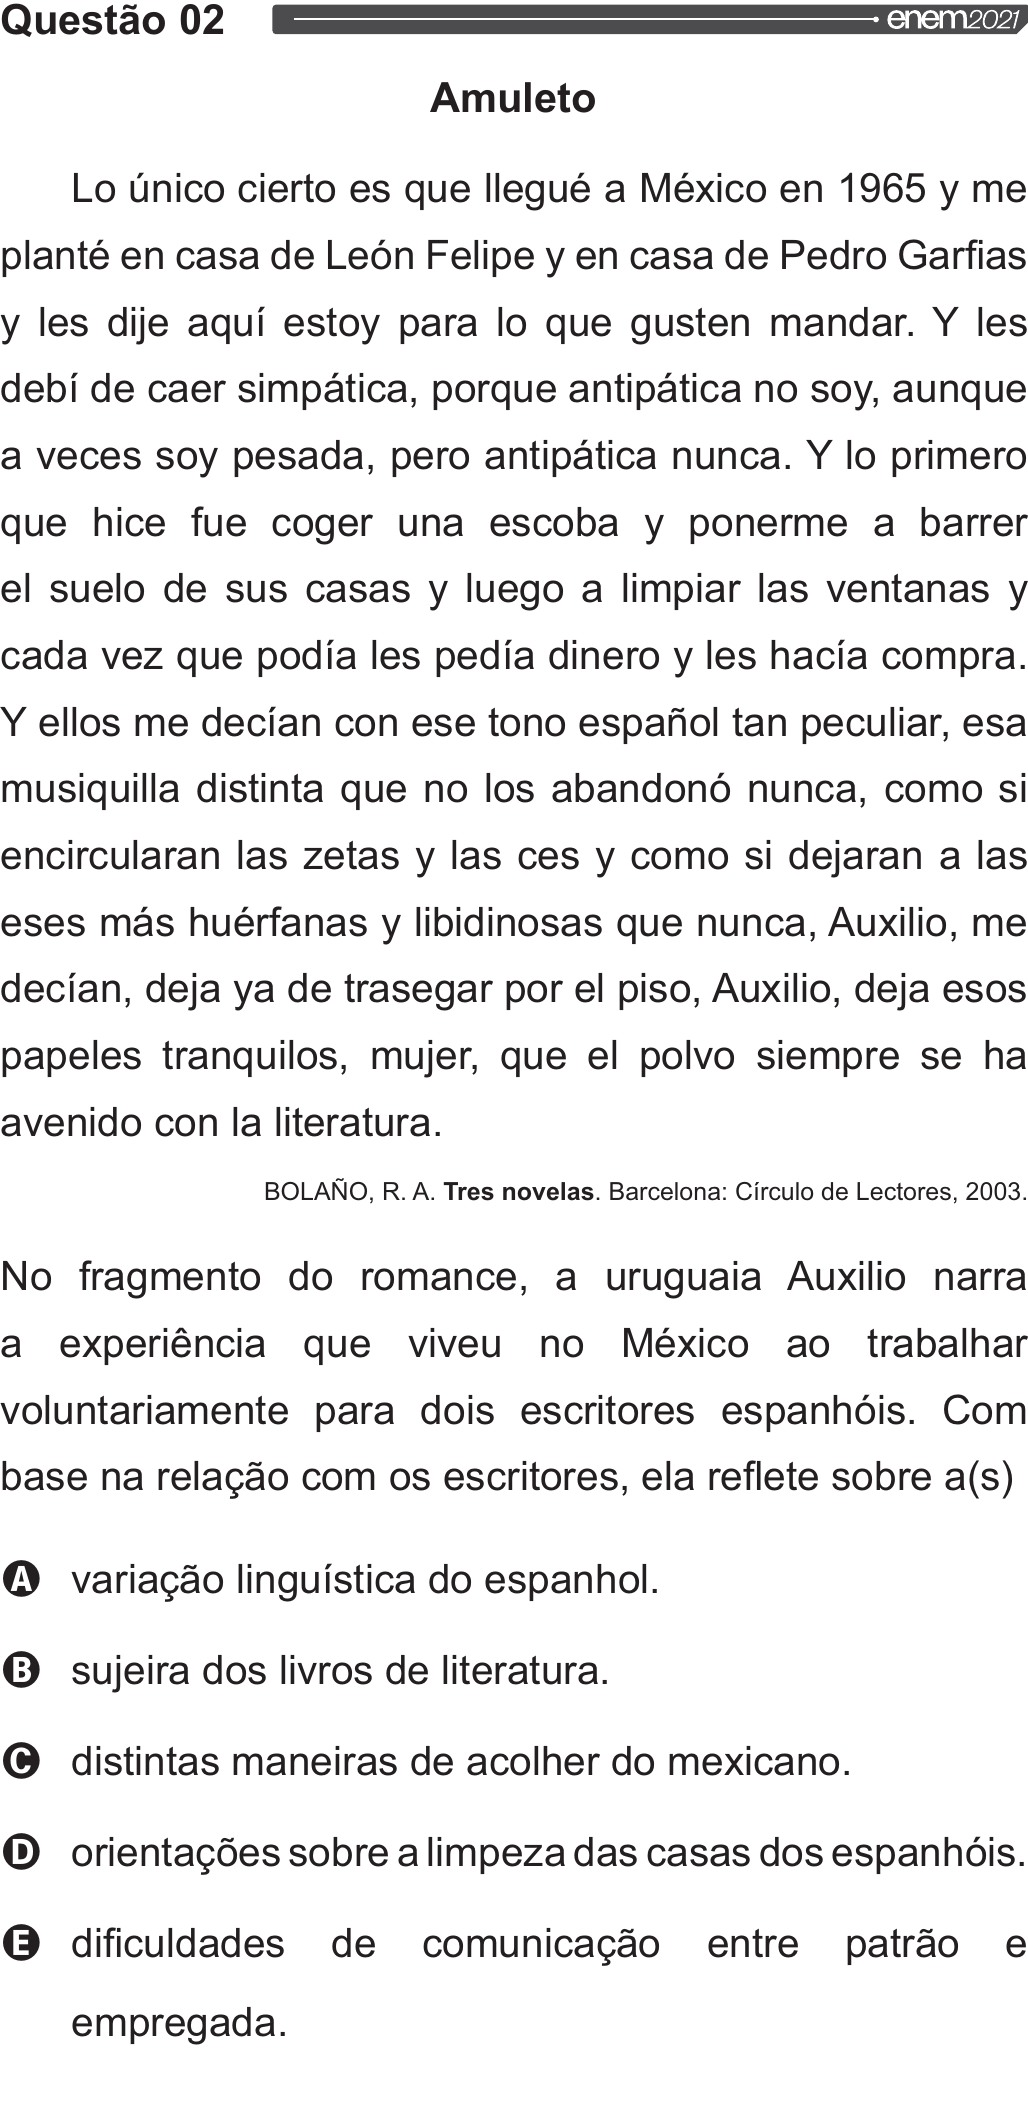 Questão 02
enem2021
Amuleto
Lo único cierto es que llegué a México en 1965 y me
planté en casa de León Felipe y en casa de Pedro Garfias
y les dije aquí estoy para lo que gusten mandar. Y les
debí de caer simpática, porque antipática no soy, aunque
a veces soy pesada, pero antipática nunca. Y lo primero
que hice fue coger una escoba y ponerme a barrer
el suelo de sus casas y luego a limpiar las ventanas y
cada vez que podía les pedía dinero y les hacía compra.
Y ellos me decían con ese tono español tan peculiar, esa
musiquilla distinta que no los abandonó nunca, como si
encircularan las zetas y las ces y como si dejaran a las
eses más huérfanas y libidinosas que nunca, Auxilio, me
decían, deja ya de trasegar por el piso, Auxilio, deja esos
papeles tranquilos, mujer, que el polvo siempre se ha
avenido con la literatura.
BOLAÑO, R. A. Tres novelas. Barcelona: Círculo de Lectores, 2003.
No fragmento do romance, a uruguaia Auxilio narra
a experiência que viveu no México ao trabalhar
voluntariamente para dois escritores espanhóis. Com
base na relação com os escritores, ela reflete sobre a(s)
A variação linguística do espanhol.
B sujeira dos livros de literatura.
C distintas maneiras de acolher do mexicano.
D orientações sobre a limpeza das casas dos espanhóis.
E dificuldades de comunicação entre patrão e
empregada.